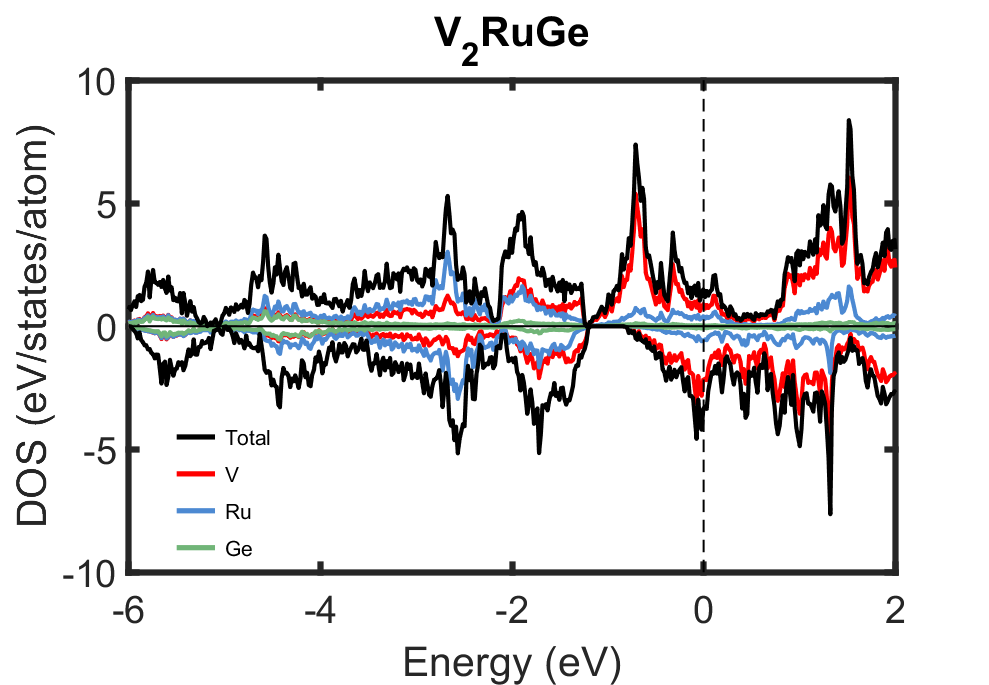 V2RuGe
10
5
0
-5
-10
DOS (eV/states/atom)
Total
V
Ru
Ge
-6
-4
-2
0
2
Energy (eV)